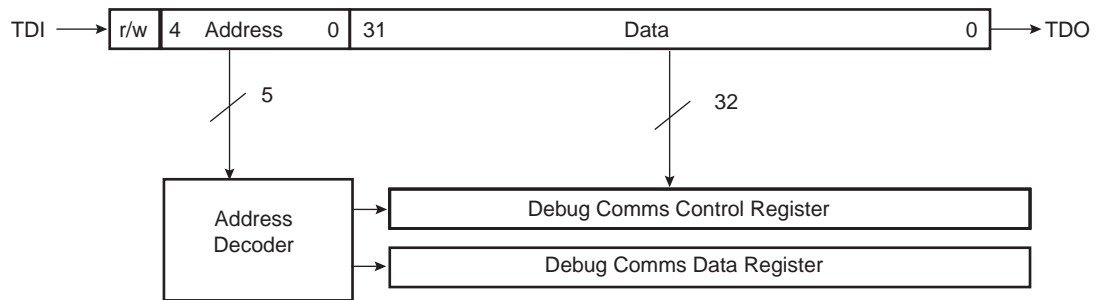 TDI r/w 4 Address 0 31 Data 0 TDO
5
32
Address
Decoder
Debug Comms Control Register
Debug Comms Data Register